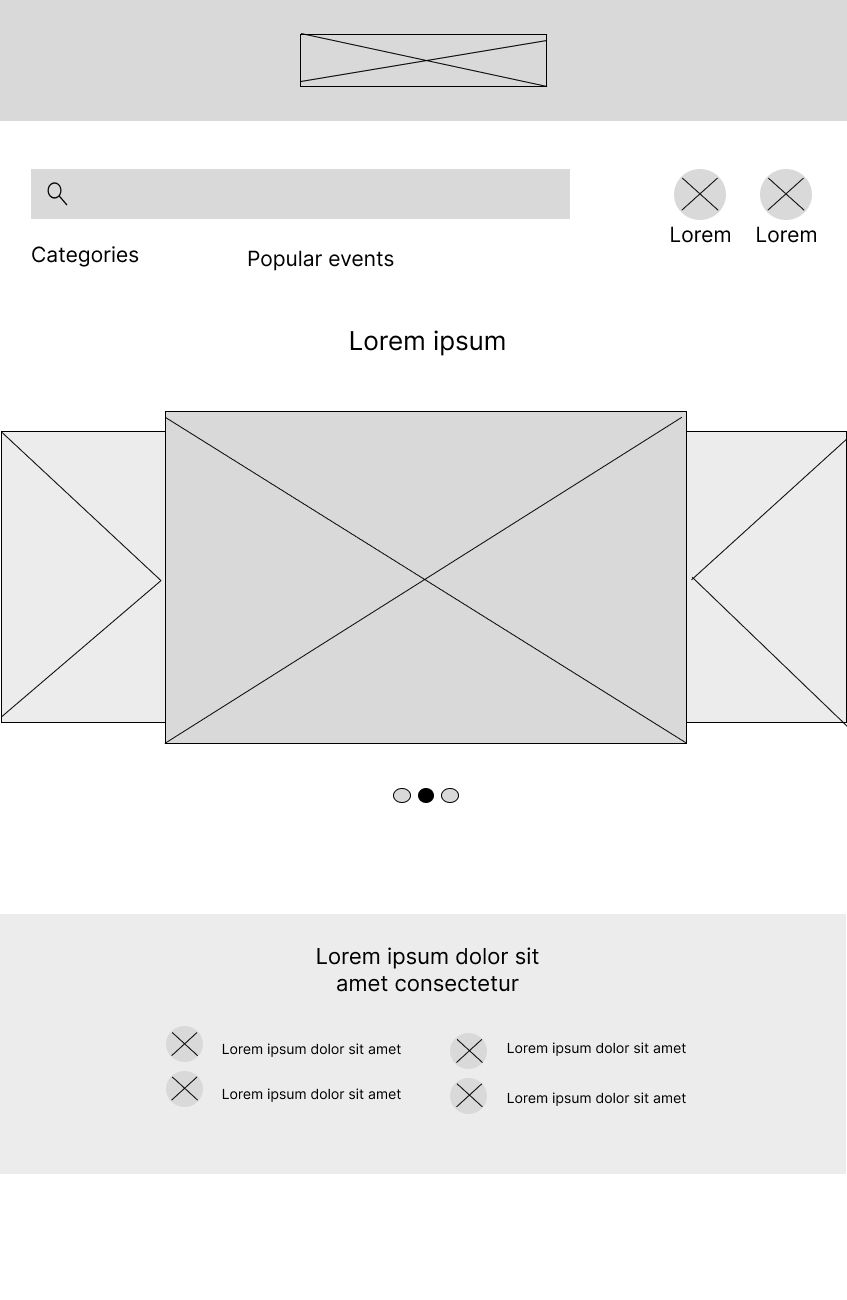 Lorem Lorem
Categories
Popular events
Lorem ipsum
Lorem ipsum dolor sit
amet consectetur
Lorem ipsum dolor sit amet
Lorem ipsum dolor sit amet
Lorem ipsum dolor sit amet
Lorem ipsum dolor sit amet